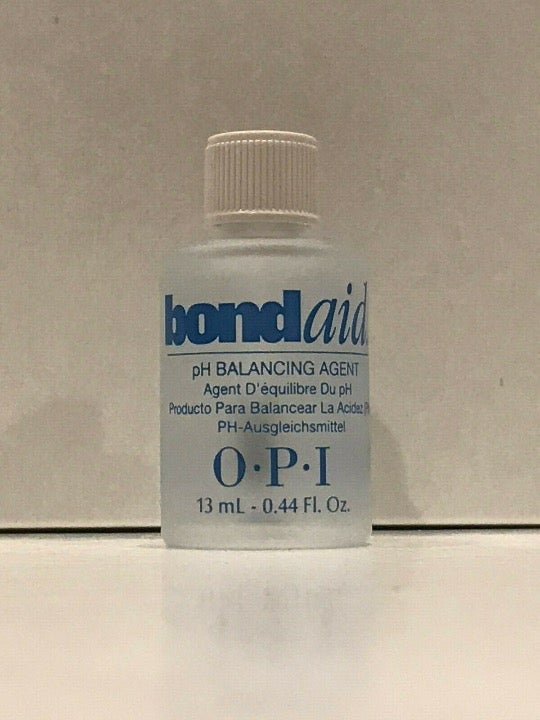 bondaid
pH BALANCING AGENT
Agent D'équilibre Du pH
Producto Para Balancear La Acidez
PH-Ausgleichsmittel
O·P·I
13 mL - 0.44 Fl. Oz.